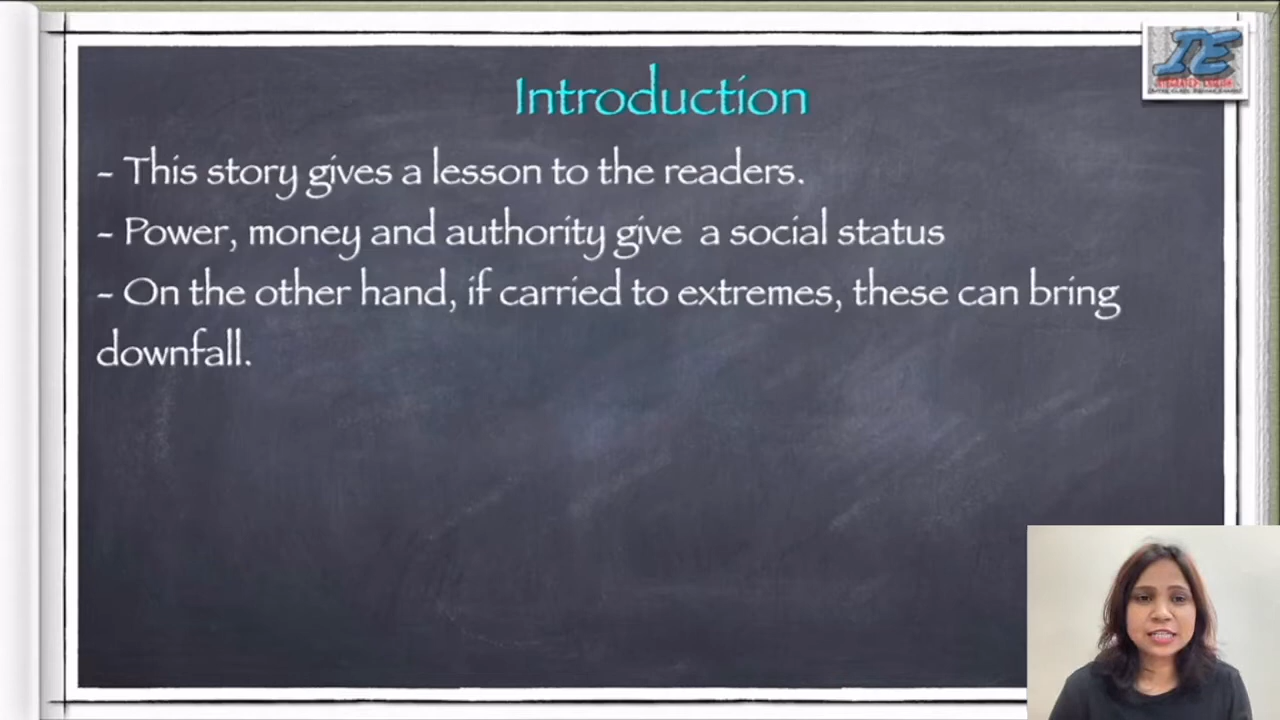 IE
Introduction
- This story gives a lesson to the readers.
- Power, money and authority give a social status
- On the other hand, if carried to extremes, these can bring
downfall.